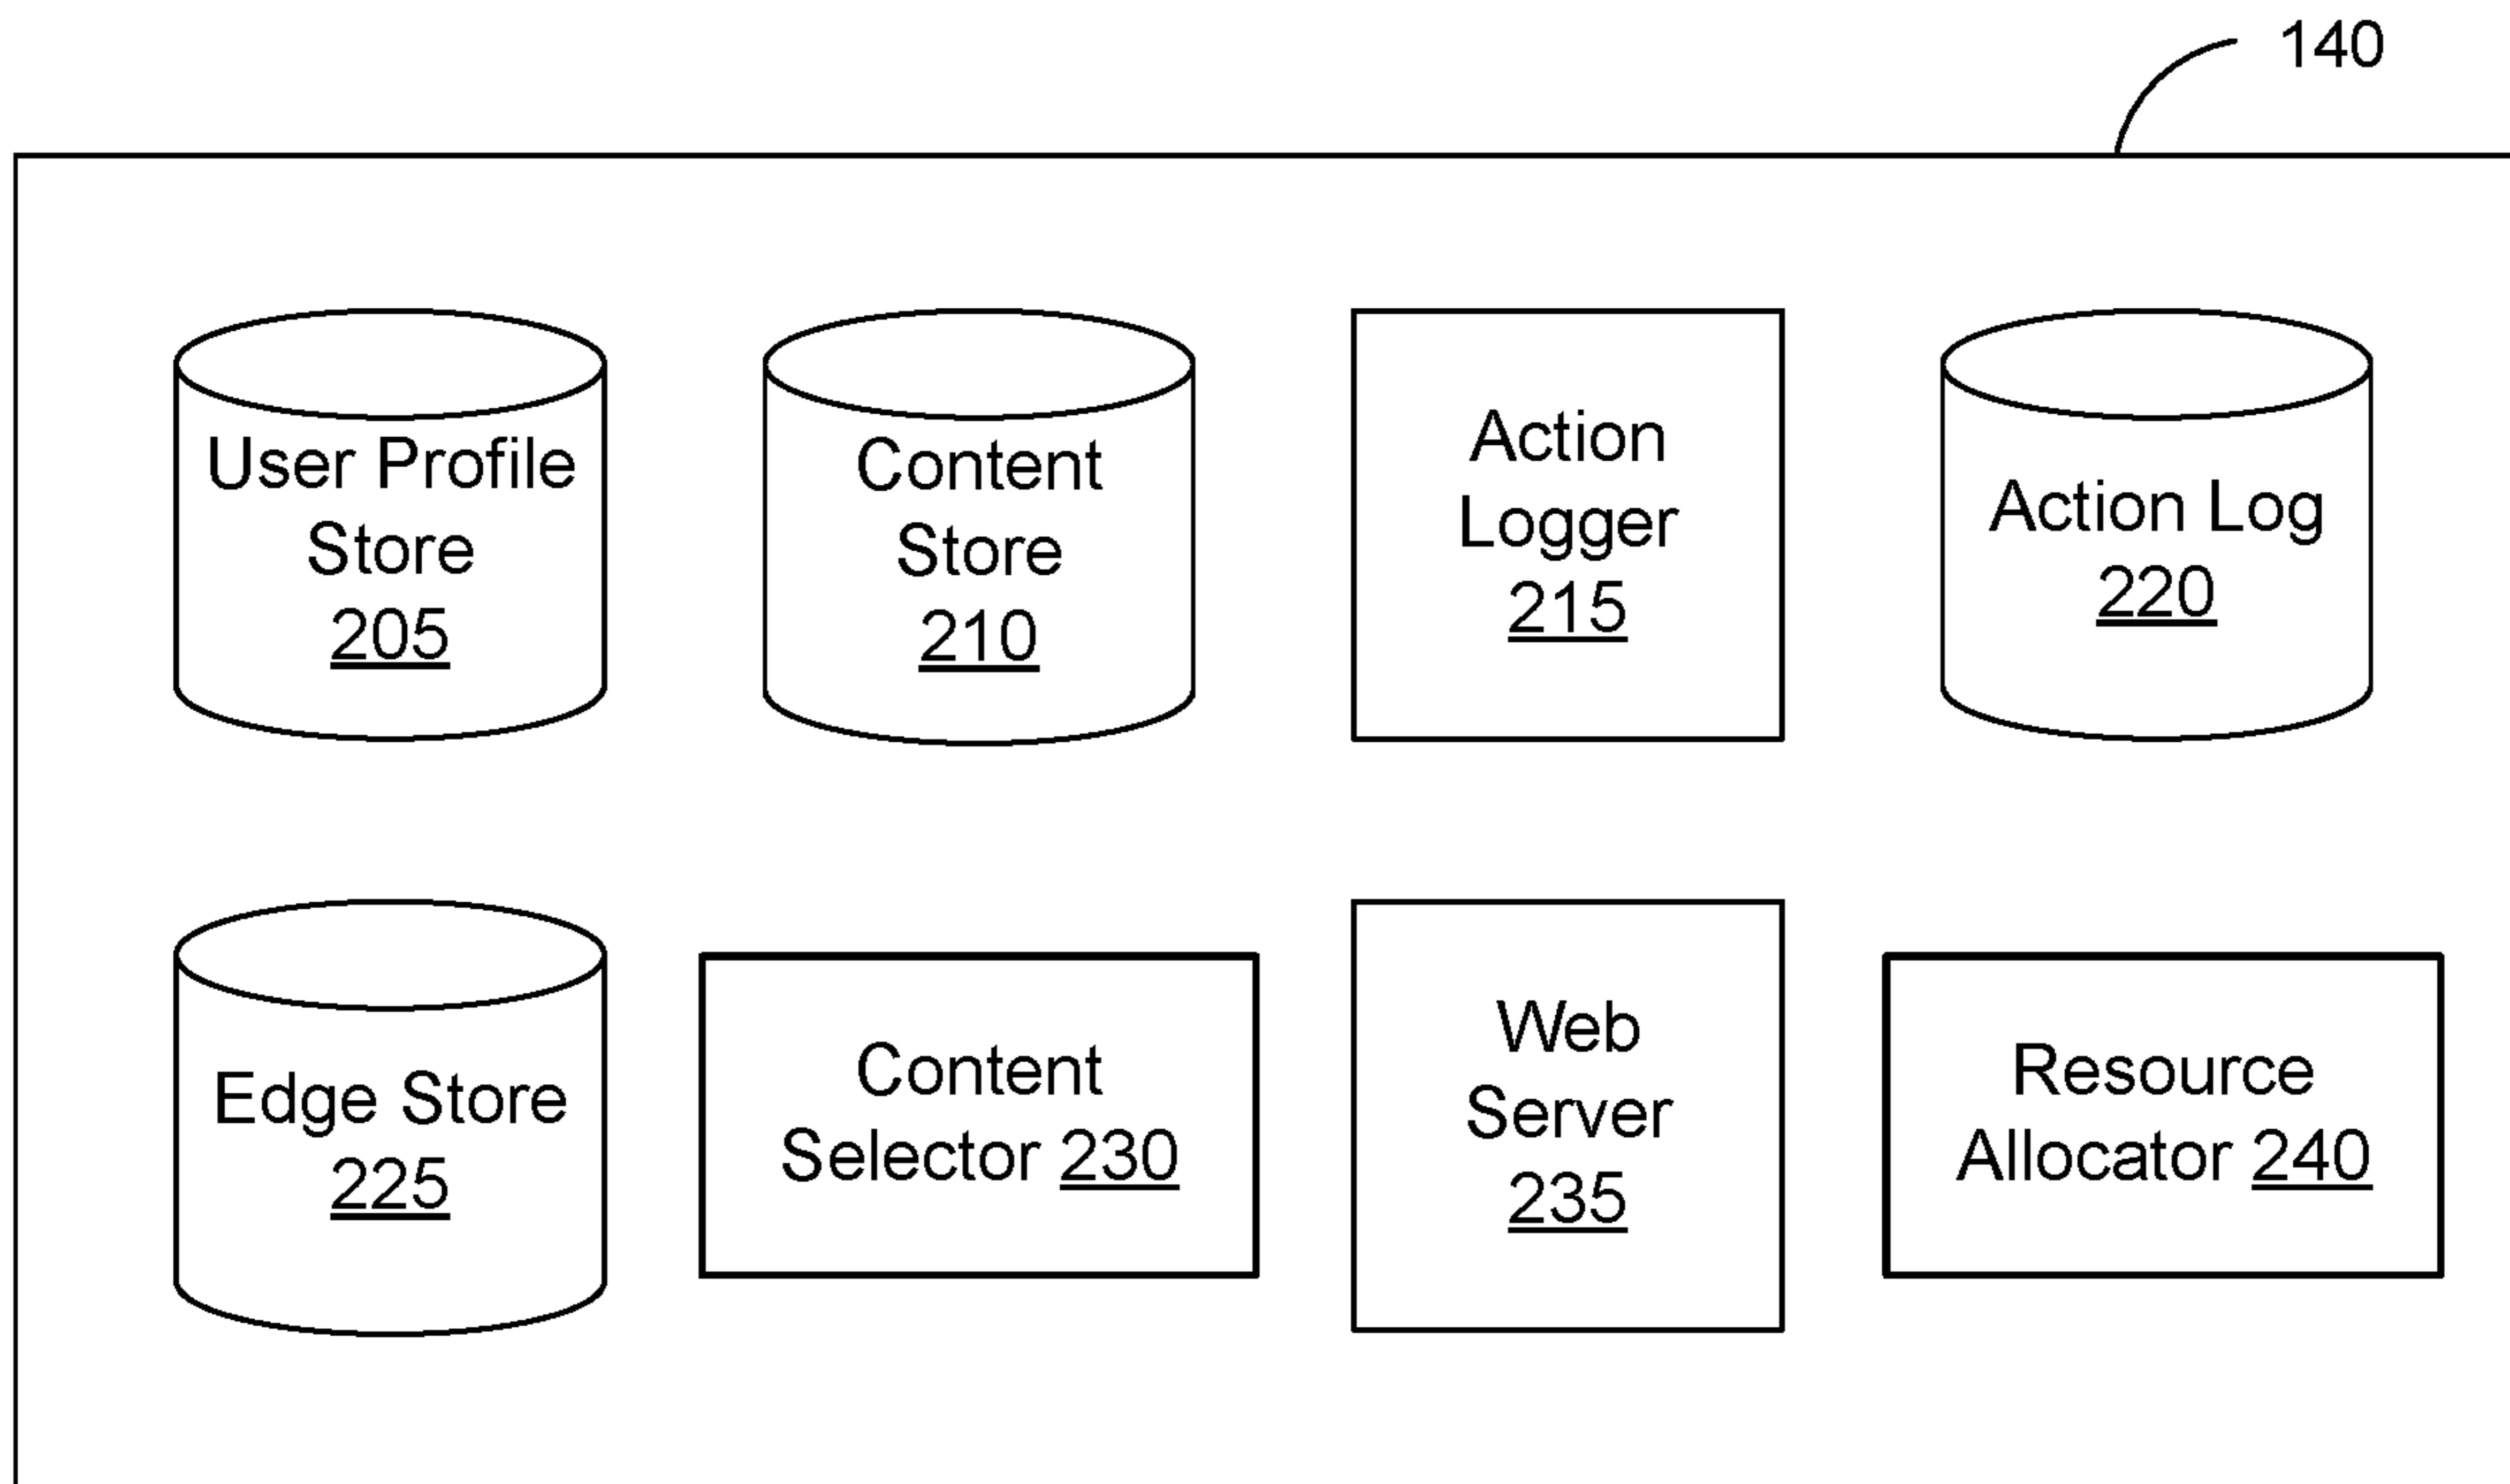 140
User Profile
Store
205
Content
Store
210
Action
Logger
215
Action Log
220
Edge Store
225
Content
Selector 230
Web
Server
235
Resource
Allocator 240